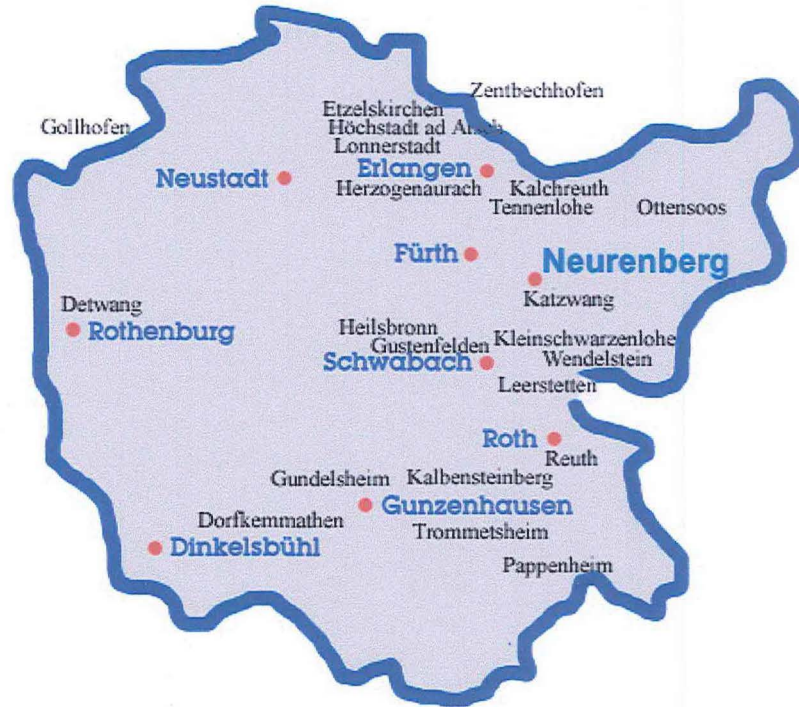 Zentbechhofen
Etzelskirchen
Gollhofen
Höchstadt ad Aisch
Lonnerstadt
Neustadt
Erlangen
Herzogenaurach
Kalchreuth
Tennenlohe
Ottensoos
Fürth
Neurenberg
Katzwang
Detwang
Rothenburg
Heilsbronn
Gustenfelden
Kleinschwarzenlohe
Schwabach
Wendelstein
Leerstetten
Roth
Reuth
Gundelsheim
Kalbensteinberg
Gunzenhausen
Dorfkemmathen
Trommetsheim
Dinkelsbühl
Pappenheim